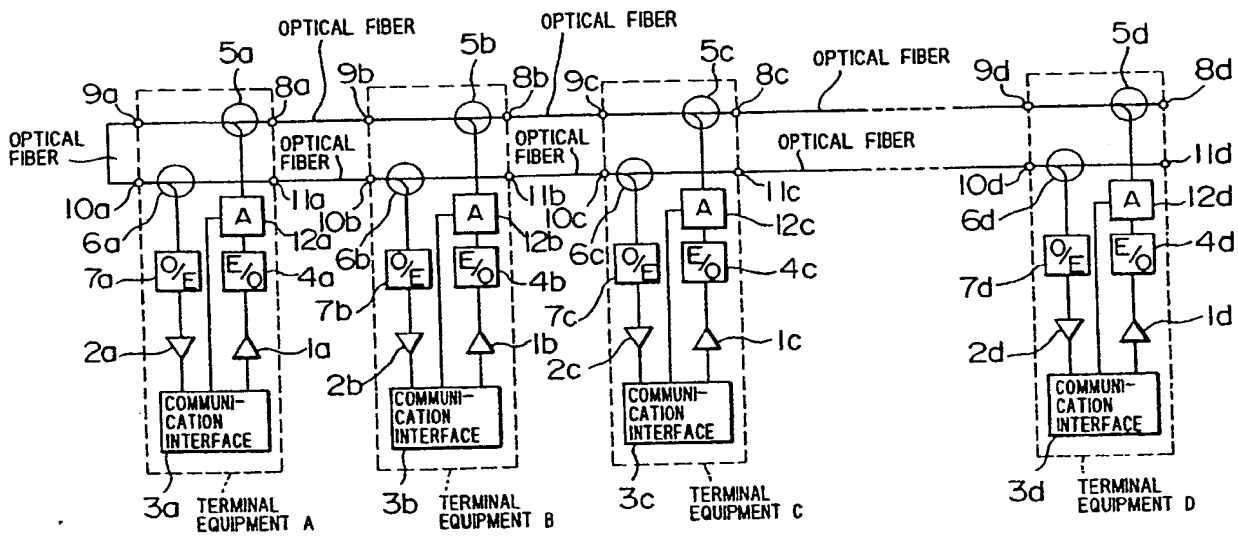 OPTICAL FIBER
OPTICAL FIBER
5a
5b
5c
5d
9a
8a
9b
8b
9c
8c
OPTICAL FIBER
9d
8d
OPTICAL
FIBER
OPTICAL
FIBER
OPTICAL
FIBER
OPTICAL FIBER
10a
11a
10b
11b
10c
11c
10d
11d
6a
A
12a
6b
A
12b
6c
A
12c
6d
A
12d
7a
O/E
E/O
4a
7b
O/E
E/O
4b
7c
O/E
E/O
4c
7d
O/E
E/O
4d
2a
1a
2b
1b
2c
1c
2d
1d
COMMUNI-
CATION
INTERFACE
COMMUNI-
CATION
INTERFACE
COMMUNI-
CATION
INTERFACE
COMMUNI-
CATION
INTERFACE
3a
TERMINAL
EQUIPMENT A
3b
TERMINAL
EQUIPMENT B
3c
TERMINAL
EQUIPMENT C
3d
TERMINAL
EQUIPMENT D